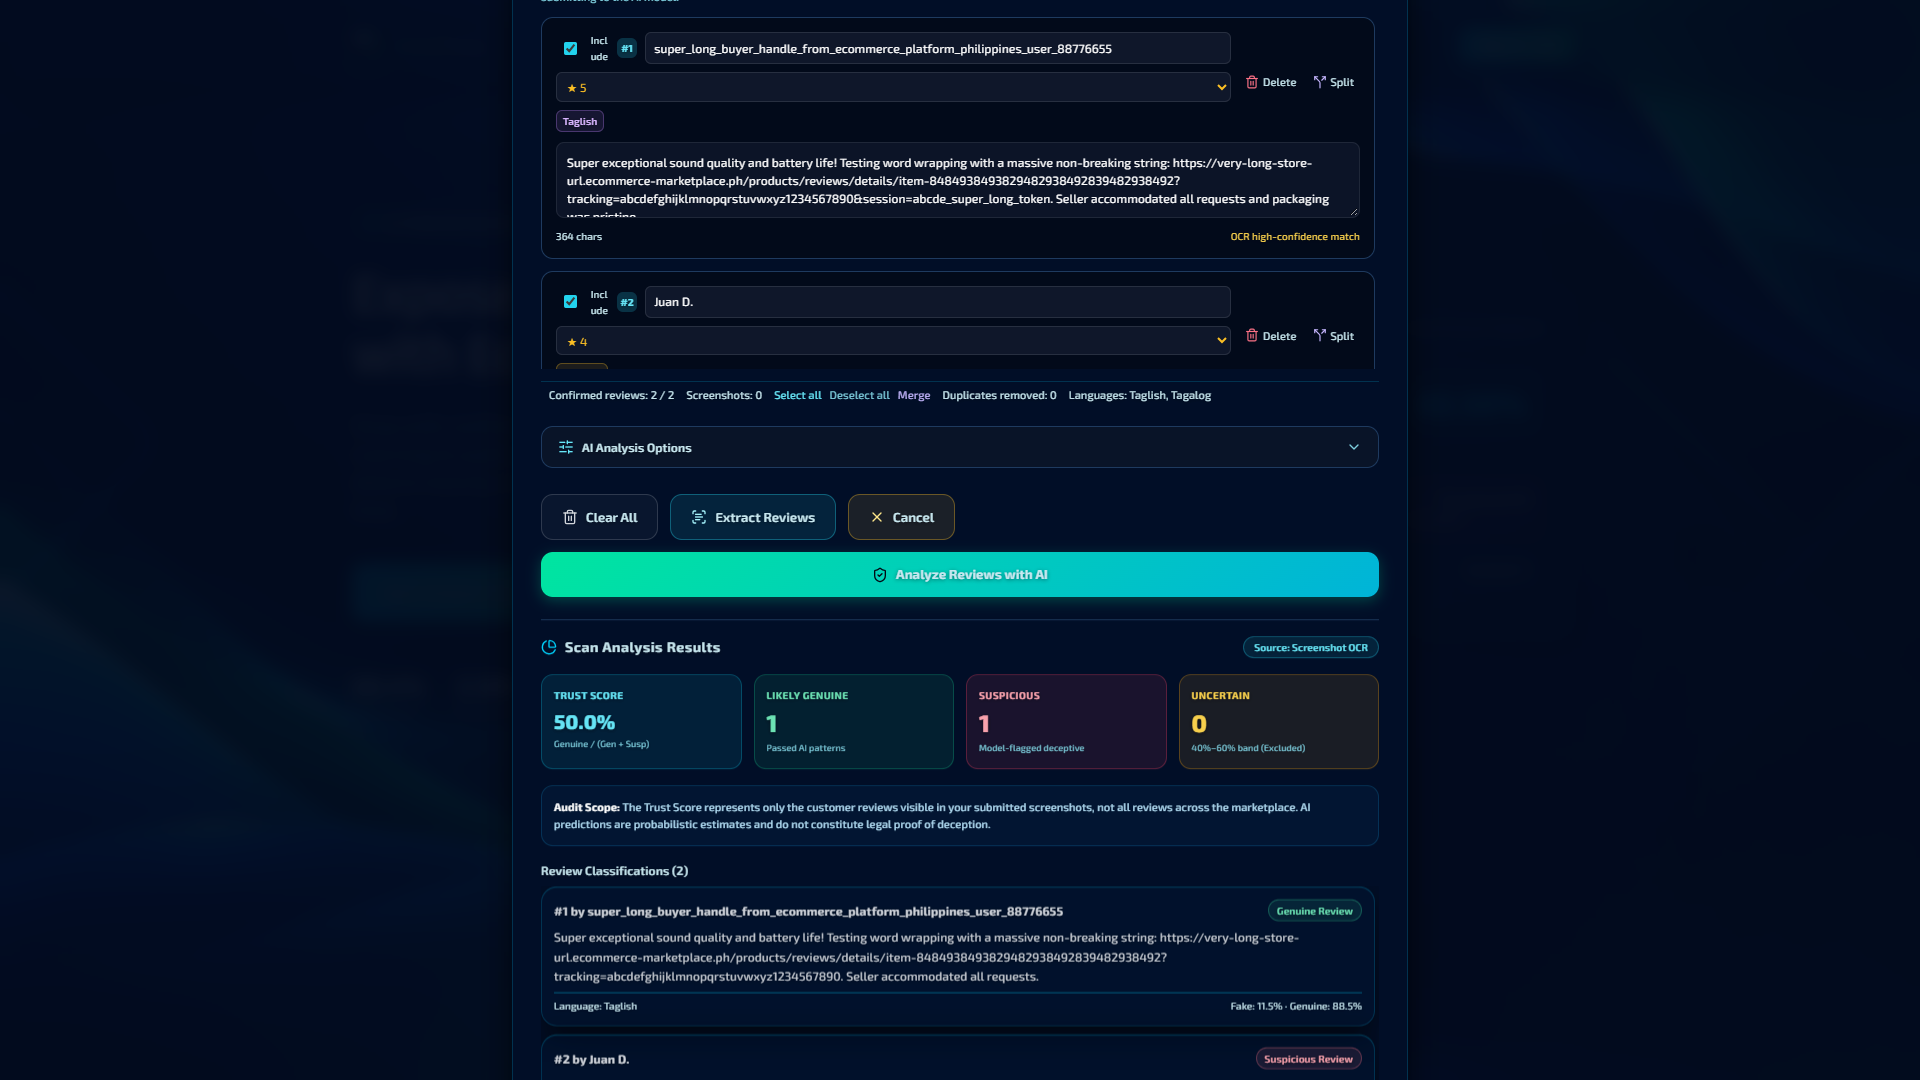 Submitting to the AI model.
Incl
ude
#1
super_long_buyer_handle_from_ecommerce_platform_philippines_user_88776655
★ 5
Delete
Split
Taglish
Super exceptional sound quality and battery life! Testing word wrapping with a massive non-breaking string: https://very-long-store-
url.ecommerce-marketplace.ph/products/reviews/details/item-8484938493829482938492839482938492?
tracking=abcdefghijklmnopqrstuvwxyz1234567890&session=abcde_super_long_token. Seller accommodated all requests and packaging
was pristine
364 chars
OCR high-confidence match
Incl
ude
#2
Juan D.
★ 4
Delete
Split
Confirmed reviews: 2 / 2 Screenshots: 0 Select all Deselect all Merge Duplicates removed: 0 Languages: Taglish, Tagalog
AI Analysis Options
Clear All
Extract Reviews
Cancel
Analyze Reviews with AI
Scan Analysis Results
Source: Screenshot OCR
TRUST SCORE
50.0%
Genuine / (Gen + Susp)
LIKELY GENUINE
1
Passed AI patterns
SUSPICIOUS
1
Model-flagged deceptive
UNCERTAIN
0
40%–60% band (Excluded)
Audit Scope: The Trust Score represents only the customer reviews visible in your submitted screenshots, not all reviews across the marketplace. AI
predictions are probabilistic estimates and do not constitute legal proof of deception.
Review Classifications (2)
#1 by super_long_buyer_handle_from_ecommerce_platform_philippines_user_88776655
Genuine Review
Super exceptional sound quality and battery life! Testing word wrapping with a massive non-breaking string: https://very-long-store-
url.ecommerce-marketplace.ph/products/reviews/details/item-8484938493829482938492839482938492?
tracking=abcdefghijklmnopqrstuvwxyz1234567890. Seller accommodated all requests.
Language: Taglish
Fake: 11.5% · Genuine: 88.5%
#2 by Juan D.
Suspicious Review